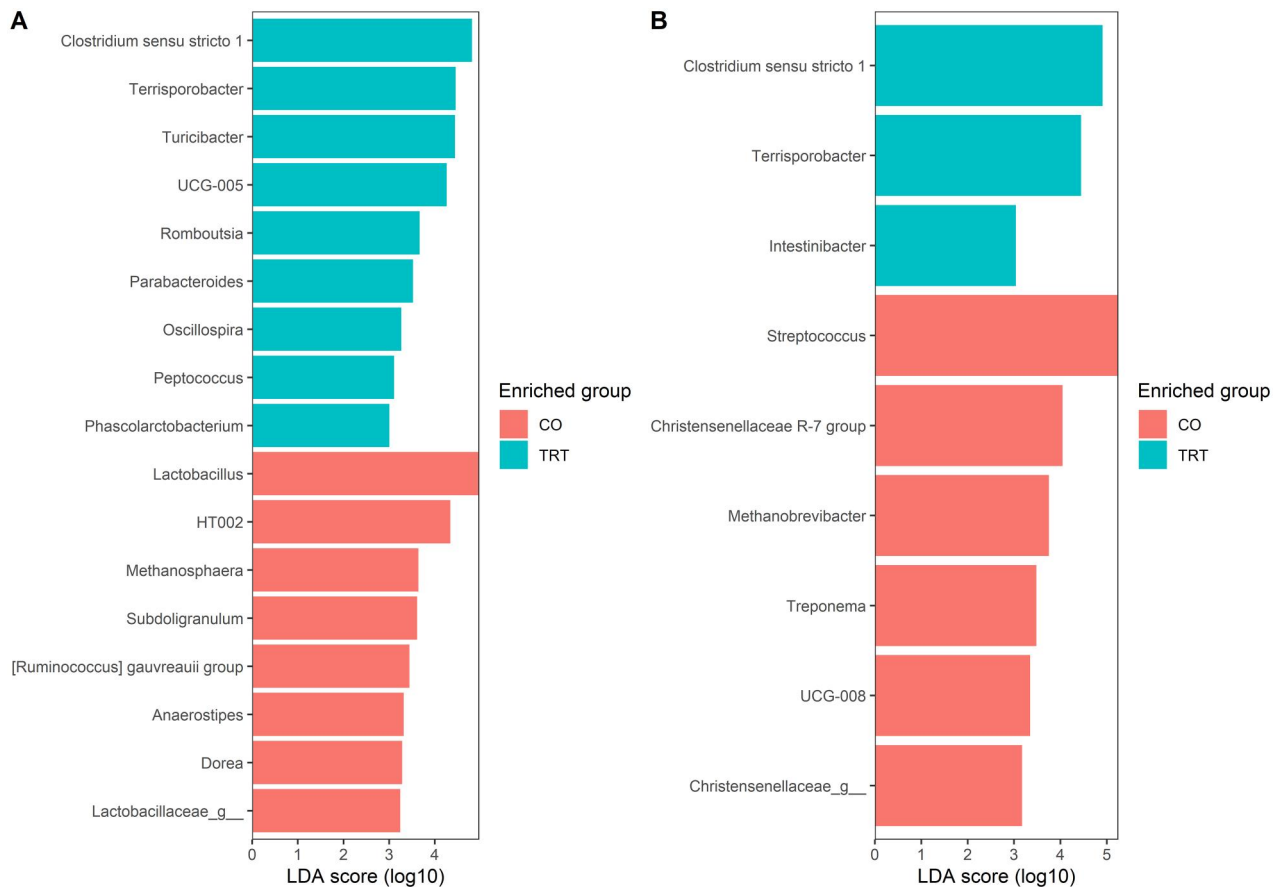 A
Clostridium sensu stricto 1
Terrisporobacter
Turicibacter
UCG-005
Romboutsia
Parabacteroides
Oscillospira
Peptococcus
Phascolarctobacterium
Lactobacillus
HT002
Methanosphaera
Subdoligranulum
[Ruminococcus] gauvreauii group
Anaerostipes
Dorea
Lactobacillaceae_g__
0 1 2 3 4
LDA score (log10)
Enriched group
CO
TRT
B
Clostridium sensu stricto 1
Terrisporobacter
Intestinibacter
Streptococcus
Christensenellaceae R-7 group
Methanobrevibacter
Treponema
UCG-008
Christensenellaceae_g__
0 1 2 3 4 5
LDA score (log10)
Enriched group
CO
TRT